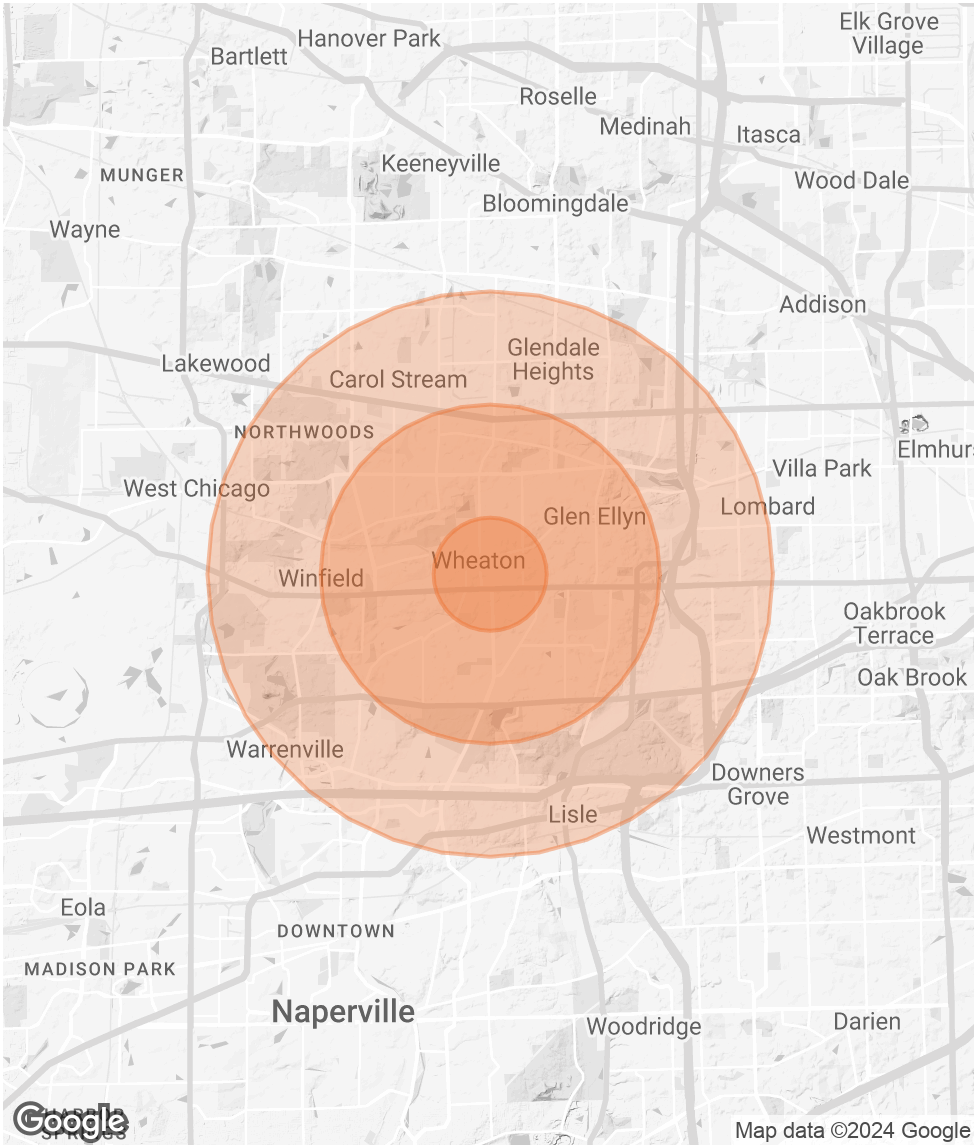 Elk Grove
Village
Hanover Park
Bartlett
Roselle
Medinah
Itasca
Keeneyville
MUNGER
Wood Dale
Bloomingdale
Wayne
Addison
Glendale
Heights
Lakewood
Carol Stream
NORTHWOODS
Elmhurs
Villa Park
West Chicago
Lombard
Glen Ellyn
Wheaton
Winfield
Oakbrook
Terrace
Oak Brook
Warrenville
Downers
Grove
Lisle
Westmont
Eola
DOWNTOWN
MADISON PARK
Naperville
Woodridge
Darien
Google
Map data ©2024 Google